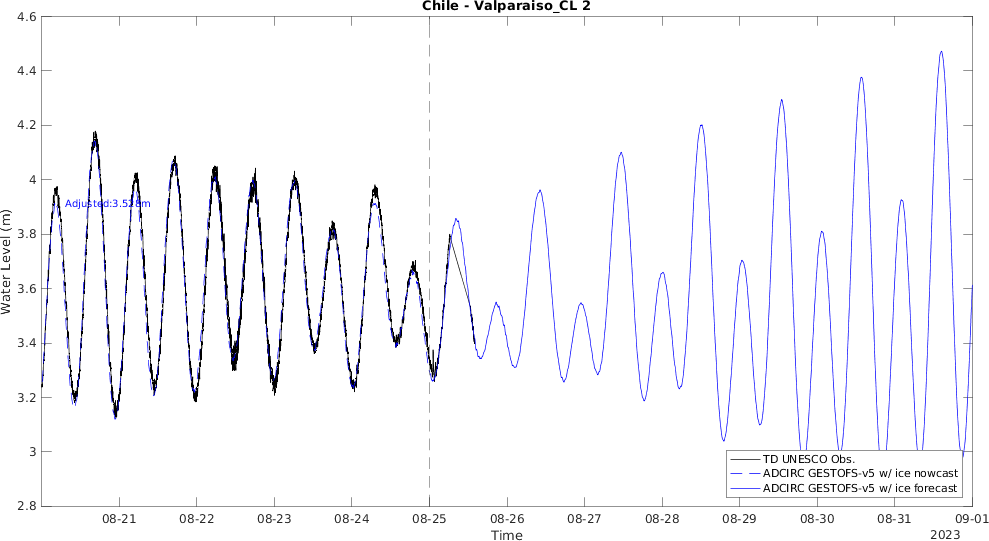 Chile - Valparaiso_CL 2
4.6
4.4
4.2
4
3.8
3.6
3.4
3.2
3
2.8
Water Level (m)
Adjusted:3.528m
TD UNESCO Obs.
ADCIRC GESTOFS-v5 w/ ice nowcast
ADCIRC GESTOFS-v5 w/ ice forecast
08-21 08-22 08-23 08-24 08-25 08-26 08-27 08-28 08-29 08-30 08-31 09-01
Time
2023